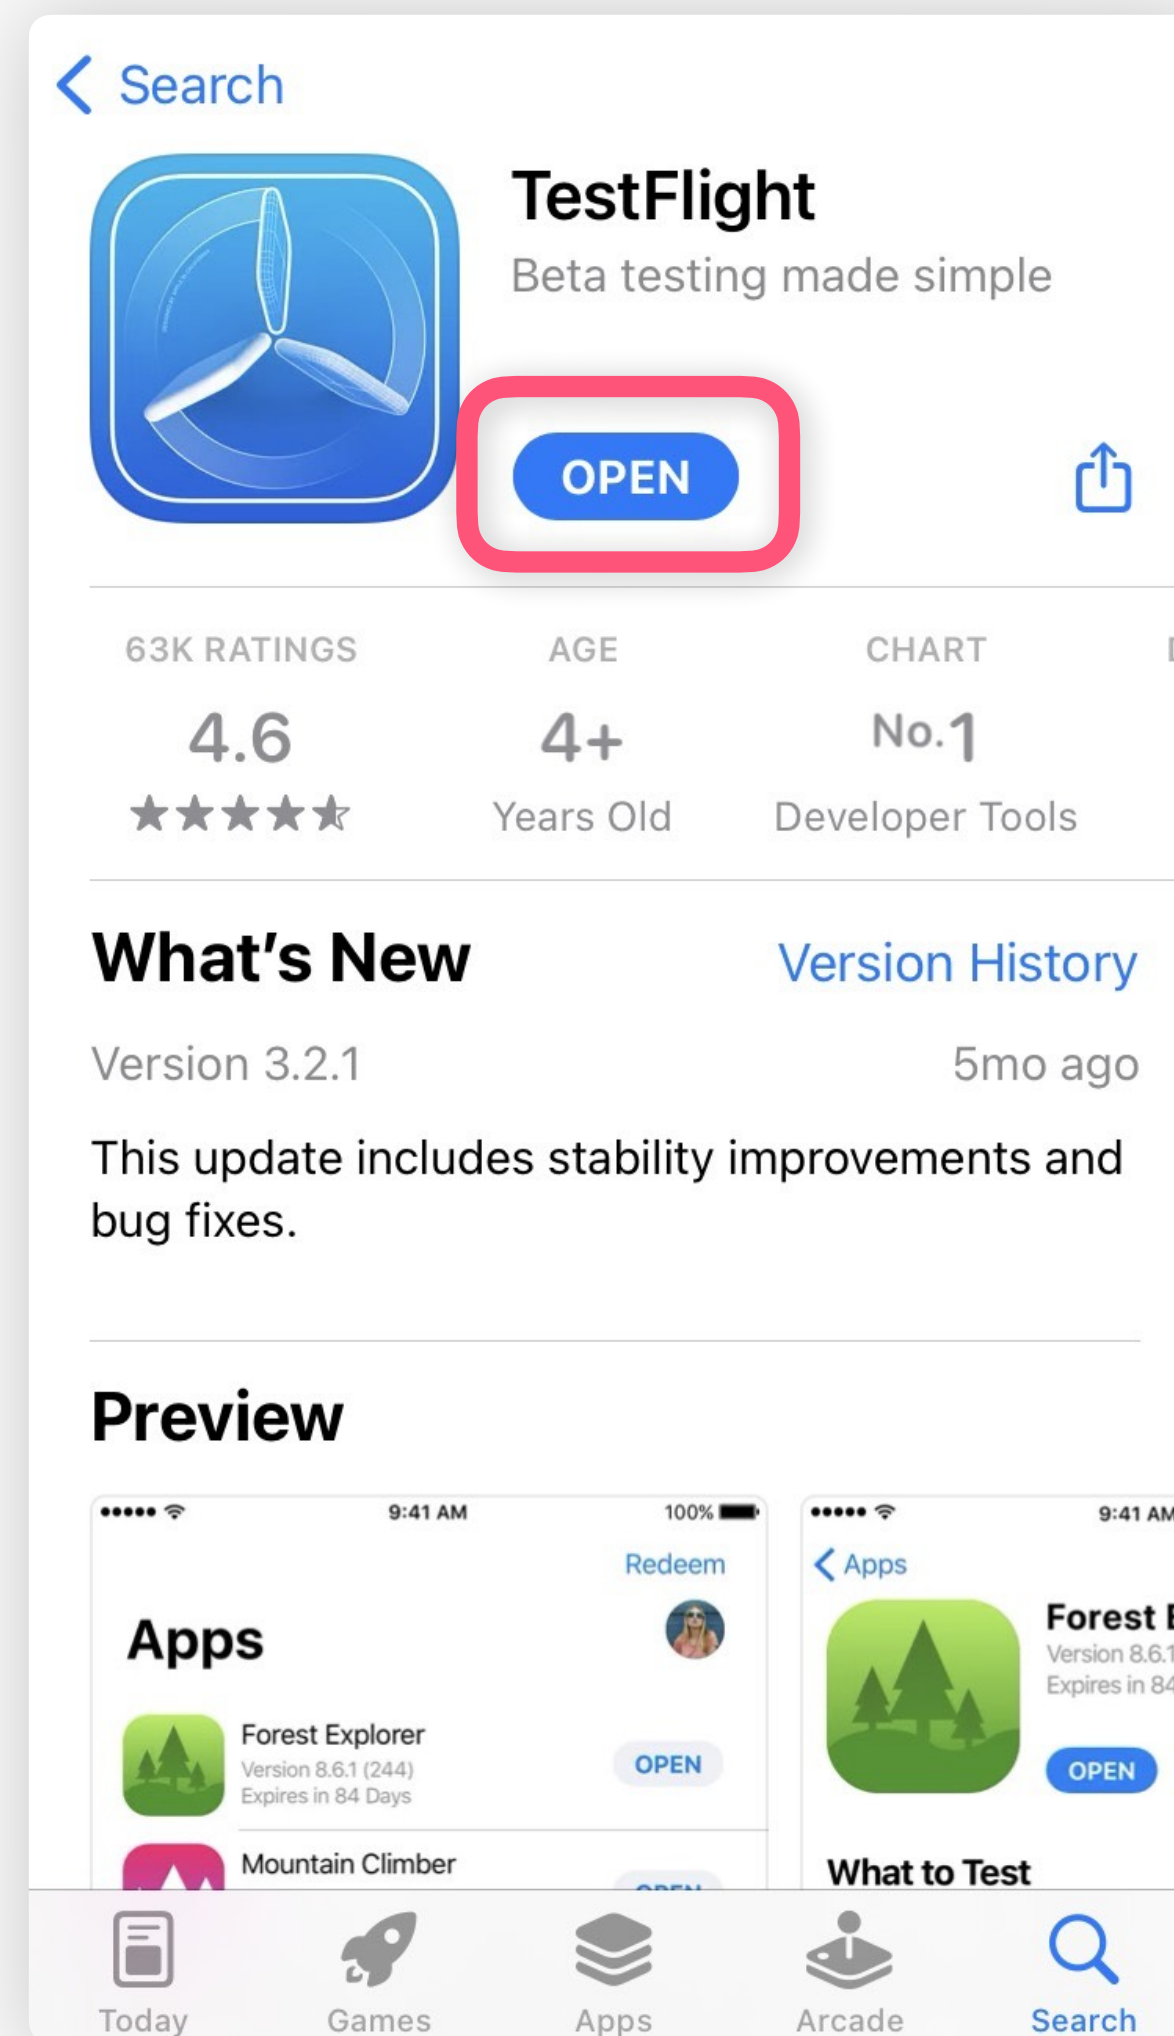 Search
TestFlight
Beta testing made simple
OPEN
63K RATINGS
4.6
AGE
4+
Years Old
CHART
No.1
Developer Tools
What's New
Version History
Version 3.2.1
5mo ago
This update includes stability improvements and
bug fixes.
Preview
9:41 AM
100%
Redeem
Apps
Forest Explorer
Version 8.6.1 (244)
Expires in 84 Days
OPEN
Mountain Climber
OPEN
9:41 AM
Apps
Forest E
Version 8.6.1
Expires in 84
OPEN
What to Test
Today
Games
Apps
Arcade
Search